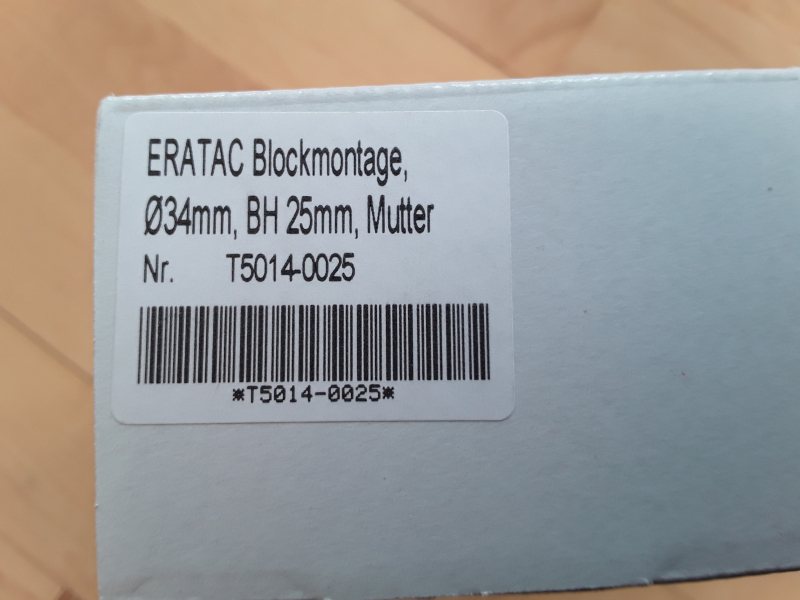 ERATAC Blockmontage,
Ø34mm, BH 25mm, Mutter
Nr. T5014-0025
*T5014-0025*